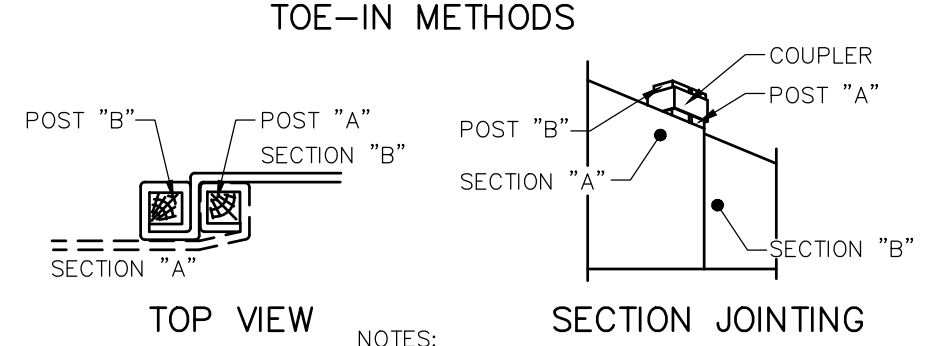 TOE-IN METHODS
POST "B"
POST "A"
SECTION "B"
SECTION "A"
TOP VIEW
COUPLER
POST "A"
POST "B"
SECTION "A"
SECTION "B"
SECTION JOINTING
NOTES: